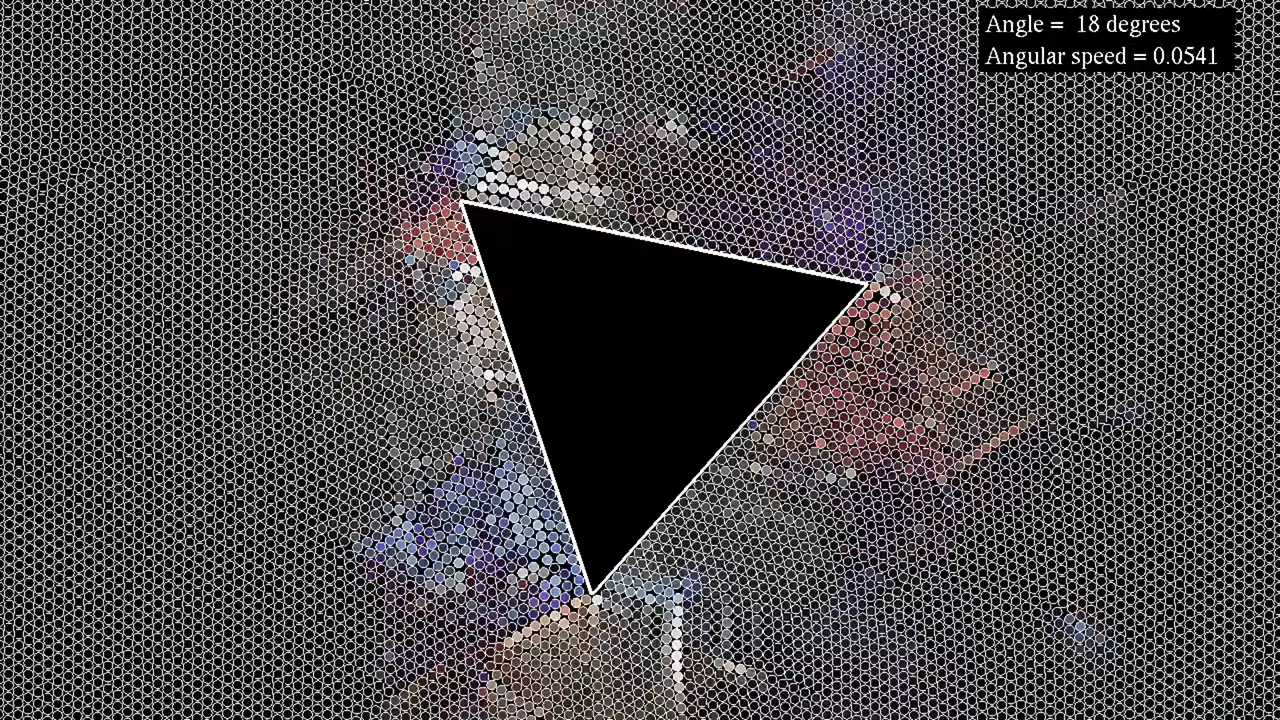 Angle =  18 degrees
Angular speed = 0.0541